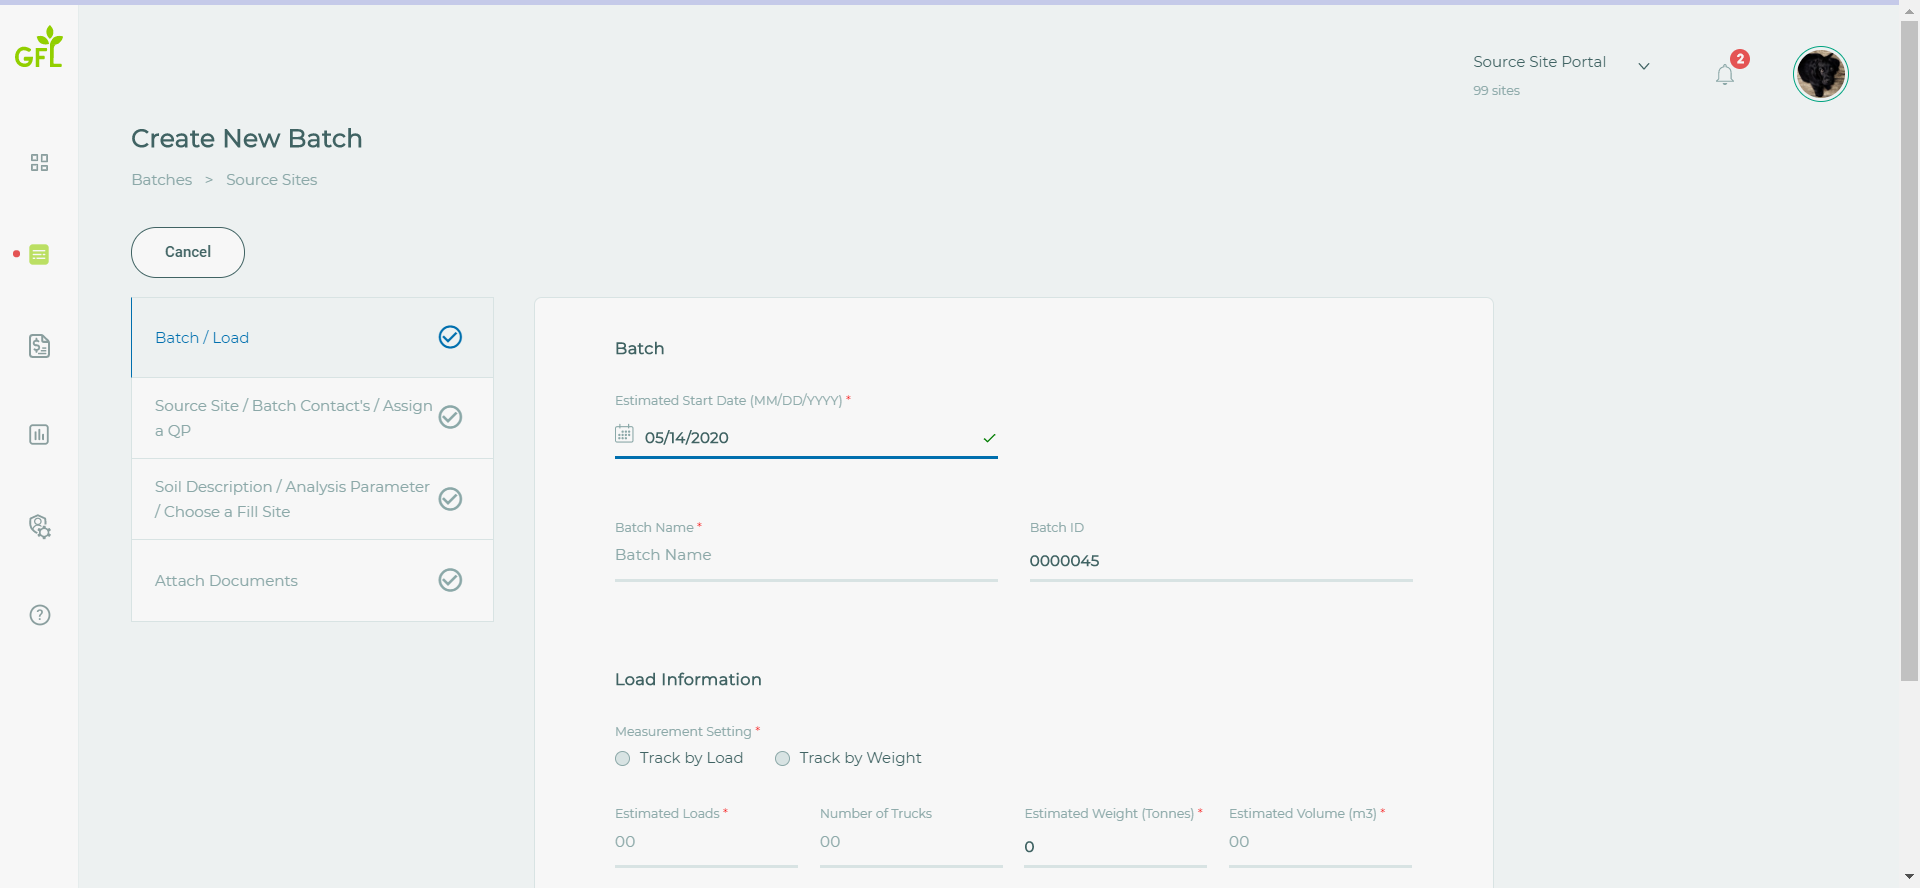 GFL
Source Site Portal
99 sites
2
Create New Batch
Batches > Source Sites
Cancel
Batch / Load
Source Site / Batch Contact's / Assign
a QP
Soil Description / Analysis Parameter
/ Choose a Fill Site
Attach Documents
Batch
Estimated Start Date (MM/DD/YYYY) *
05/14/2020
Batch Name * Batch ID
Batch Name 0000045
Load Information
Measurement Setting *
Track by Load Track by Weight
Estimated Loads * Number of Trucks Estimated Weight (Tonnes) * Estimated Volume (m3) *
00 00 0 00